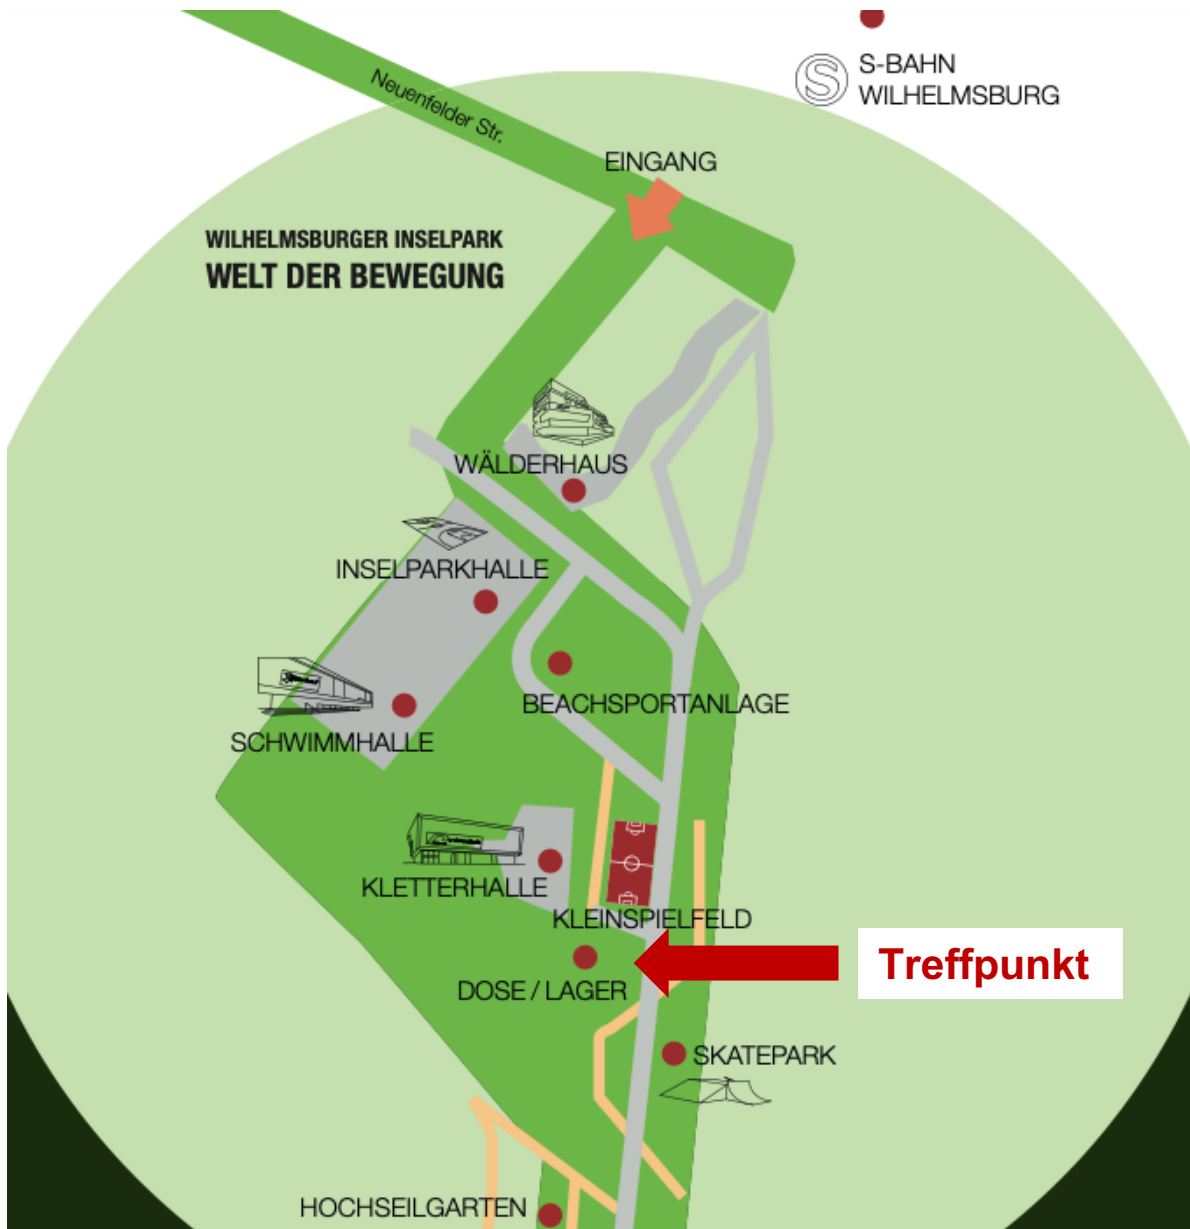 S-BAHN
WILHELMSBURG
Neuenfelder Str.
EINGANG
WILHELMSBURGER INSELPARK
WELT DER BEWEGUNG
WÄLDERHAUS
INSELPARKHALLE
BEACHSPORTANLAGE
SCHWIMMHALLE
KLETTERHALLE
KLEINSPIELFELD
Treffpunkt
DOSE / LAGER
SKATEPARK
HOCHSEILGARTEN